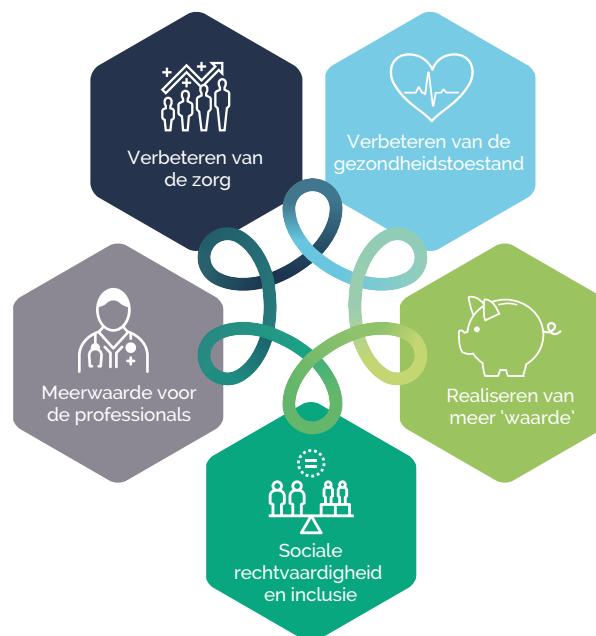 Verbeteren van
de zorg
Verbeteren van de
gezondheidstoestand
Meerwaarde voor
de professionals
Realiseren van
meer ‘waarde’
Sociale
rechtvaardigheid
en inclusie